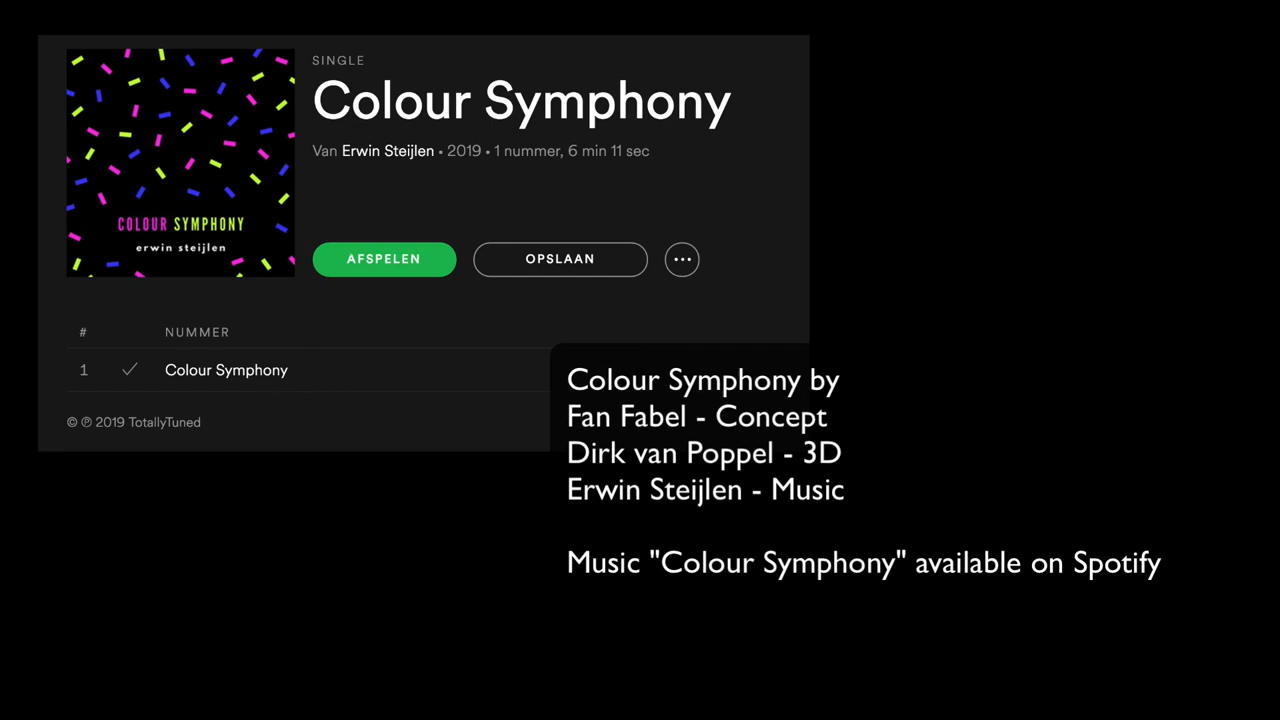 SINGLE
Colour Symphony
Van Erwin Steijlen • 2019 • 1 nummer, 6 min 11 sec
COLOUR SYMPHONY
erwin steijlen
AFSPELEN OPSLAAN
# NUMMER
1 Colour Symphony
© ℗ 2019 TotallyTuned
Colour Symphony by
Fan Fabel - Concept
Dirk van Poppel - 3D
Erwin Steijlen - Music
Music "Colour Symphony" available on Spotify